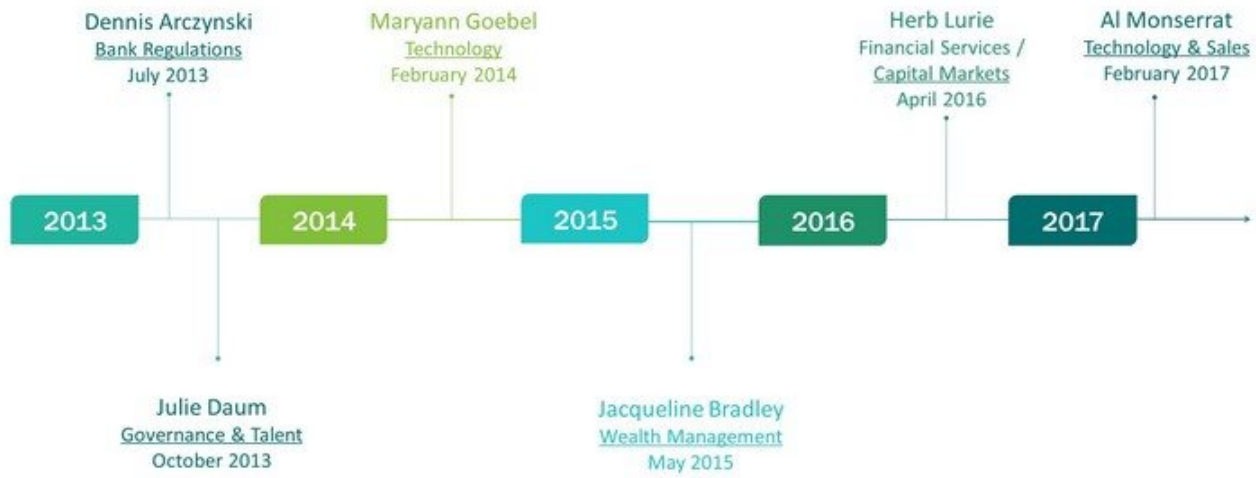 Dennis Arczynski
Bank Regulations
July 2013
Maryann Goebel
Technology
February 2014
Herb Lurie
Financial Services /
Capital Markets
April 2016
Al Monserrat
Technology & Sales
February 2017
2013
2014
2015
2016
2017
Julie Daum
Governance & Talent
October 2013
Jacqueline Bradley
Wealth Management
May 2015